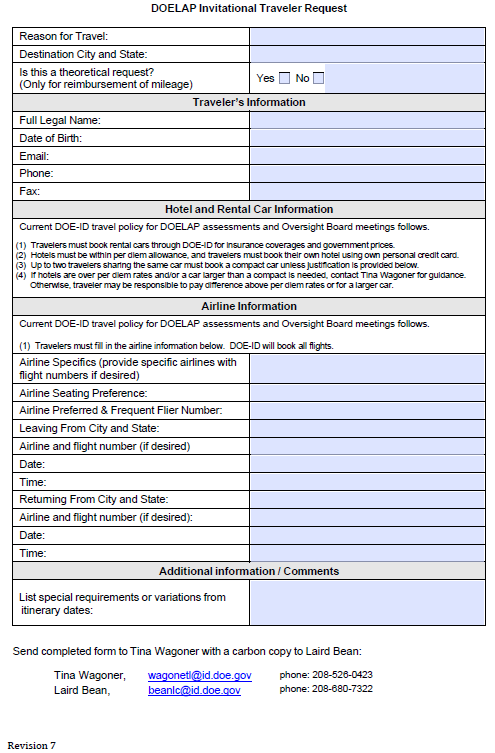 DOELAP Invitational Traveler Request
Reason for Travel:
Destination City and State:
Is this a theoretical request?
(Only for reimbursement of mileage)
Yes No
Traveler's Information
Full Legal Name:
Date of Birth:
Email:
Phone:
Fax:
Hotel and Rental Car Information
Current DOE-ID travel policy for DOELAP assessments and Oversight Board meetings follows.
(1) Travelers must book rental cars through DOE-ID for insurance coverages and government prices.
(2) Hotels must be within per diem allowance, and travelers must book their own hotel using own personal credit card.
(3) Up to two travelers sharing the same car must book a compact car unless justification is provided below.
(4) If hotels are over per diem rates and/or a car larger than a compact is needed, contact Tina Wagoner for guidance.
Otherwise, traveler may be responsible to pay difference above per diem rates or for a larger car.
Airline Information
Current DOE-ID travel policy for DOELAP assessments and Oversight Board meetings follows.
(1) Travelers must fill in the airline information below. DOE-ID will book all flights.
Airline Specifics (provide specific airlines with
flight numbers if desired)
Airline Seating Preference:
Airline Preferred & Frequent Flier Number:
Leaving From City and State:
Airline and flight number (if desired)
Date:
Time:
Returning From City and State:
Airline and flight number (if desired):
Date:
Time:
Additional information / Comments
List special requirements or variations from
itinerary dates:
Send completed form to Tina Wagoner with a carbon copy to Laird Bean:
Tina Wagoner, wagonetl@id.doe.gov phone: 208-526-0423
Laird Bean, beanlc@id.doe.gov phone: 208-680-7322
Revision 7